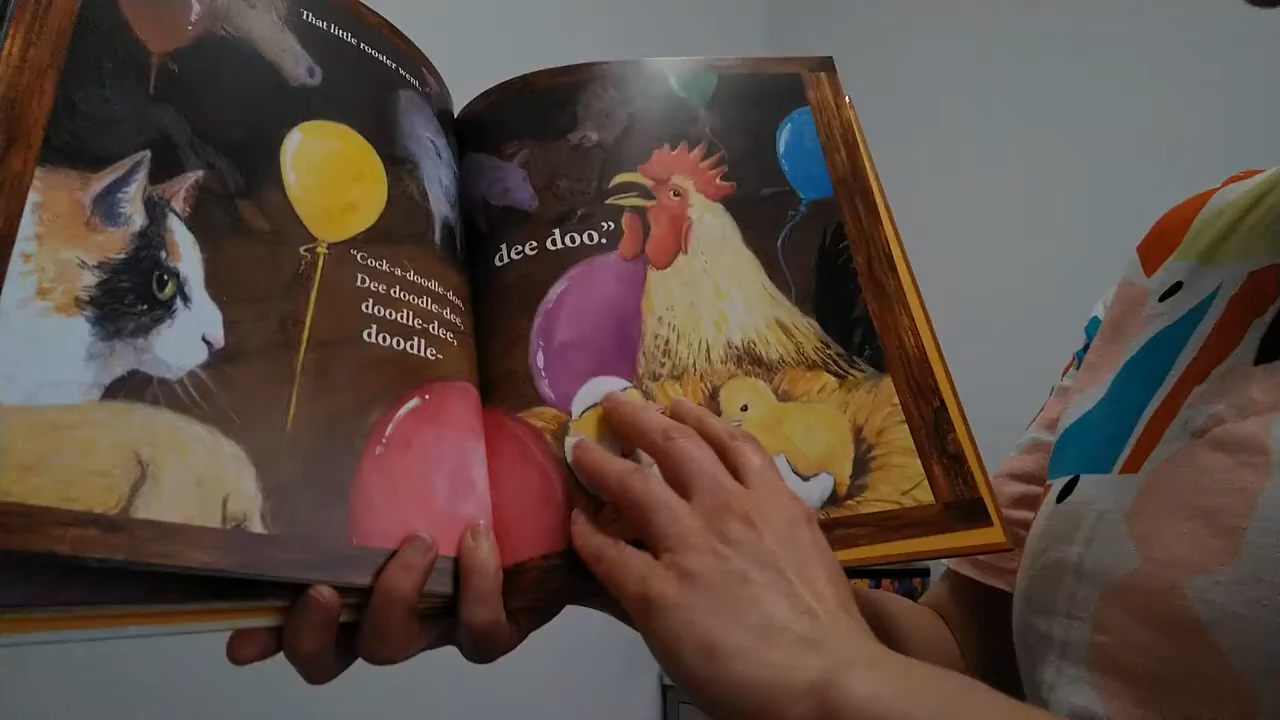 That little rooster went,
“Cock-a-doodle-doo,
Dee doodle-dee,
doodle-dee,
doodle-
dee doo.”